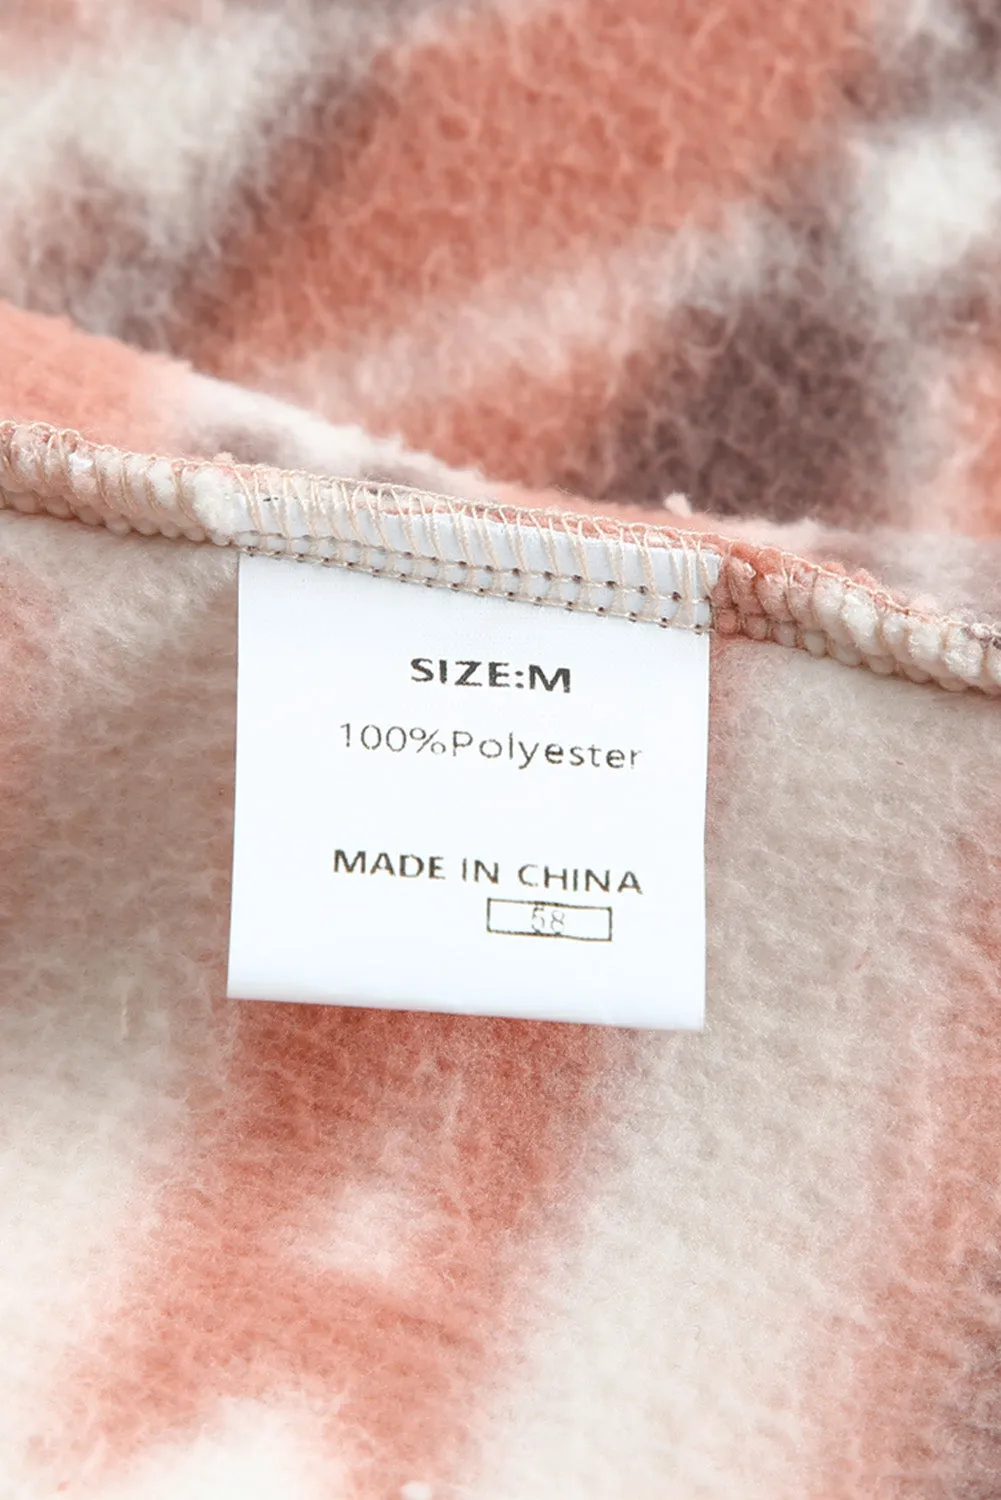 SIZE:M
100%Polyester
MADE IN CHINA
58